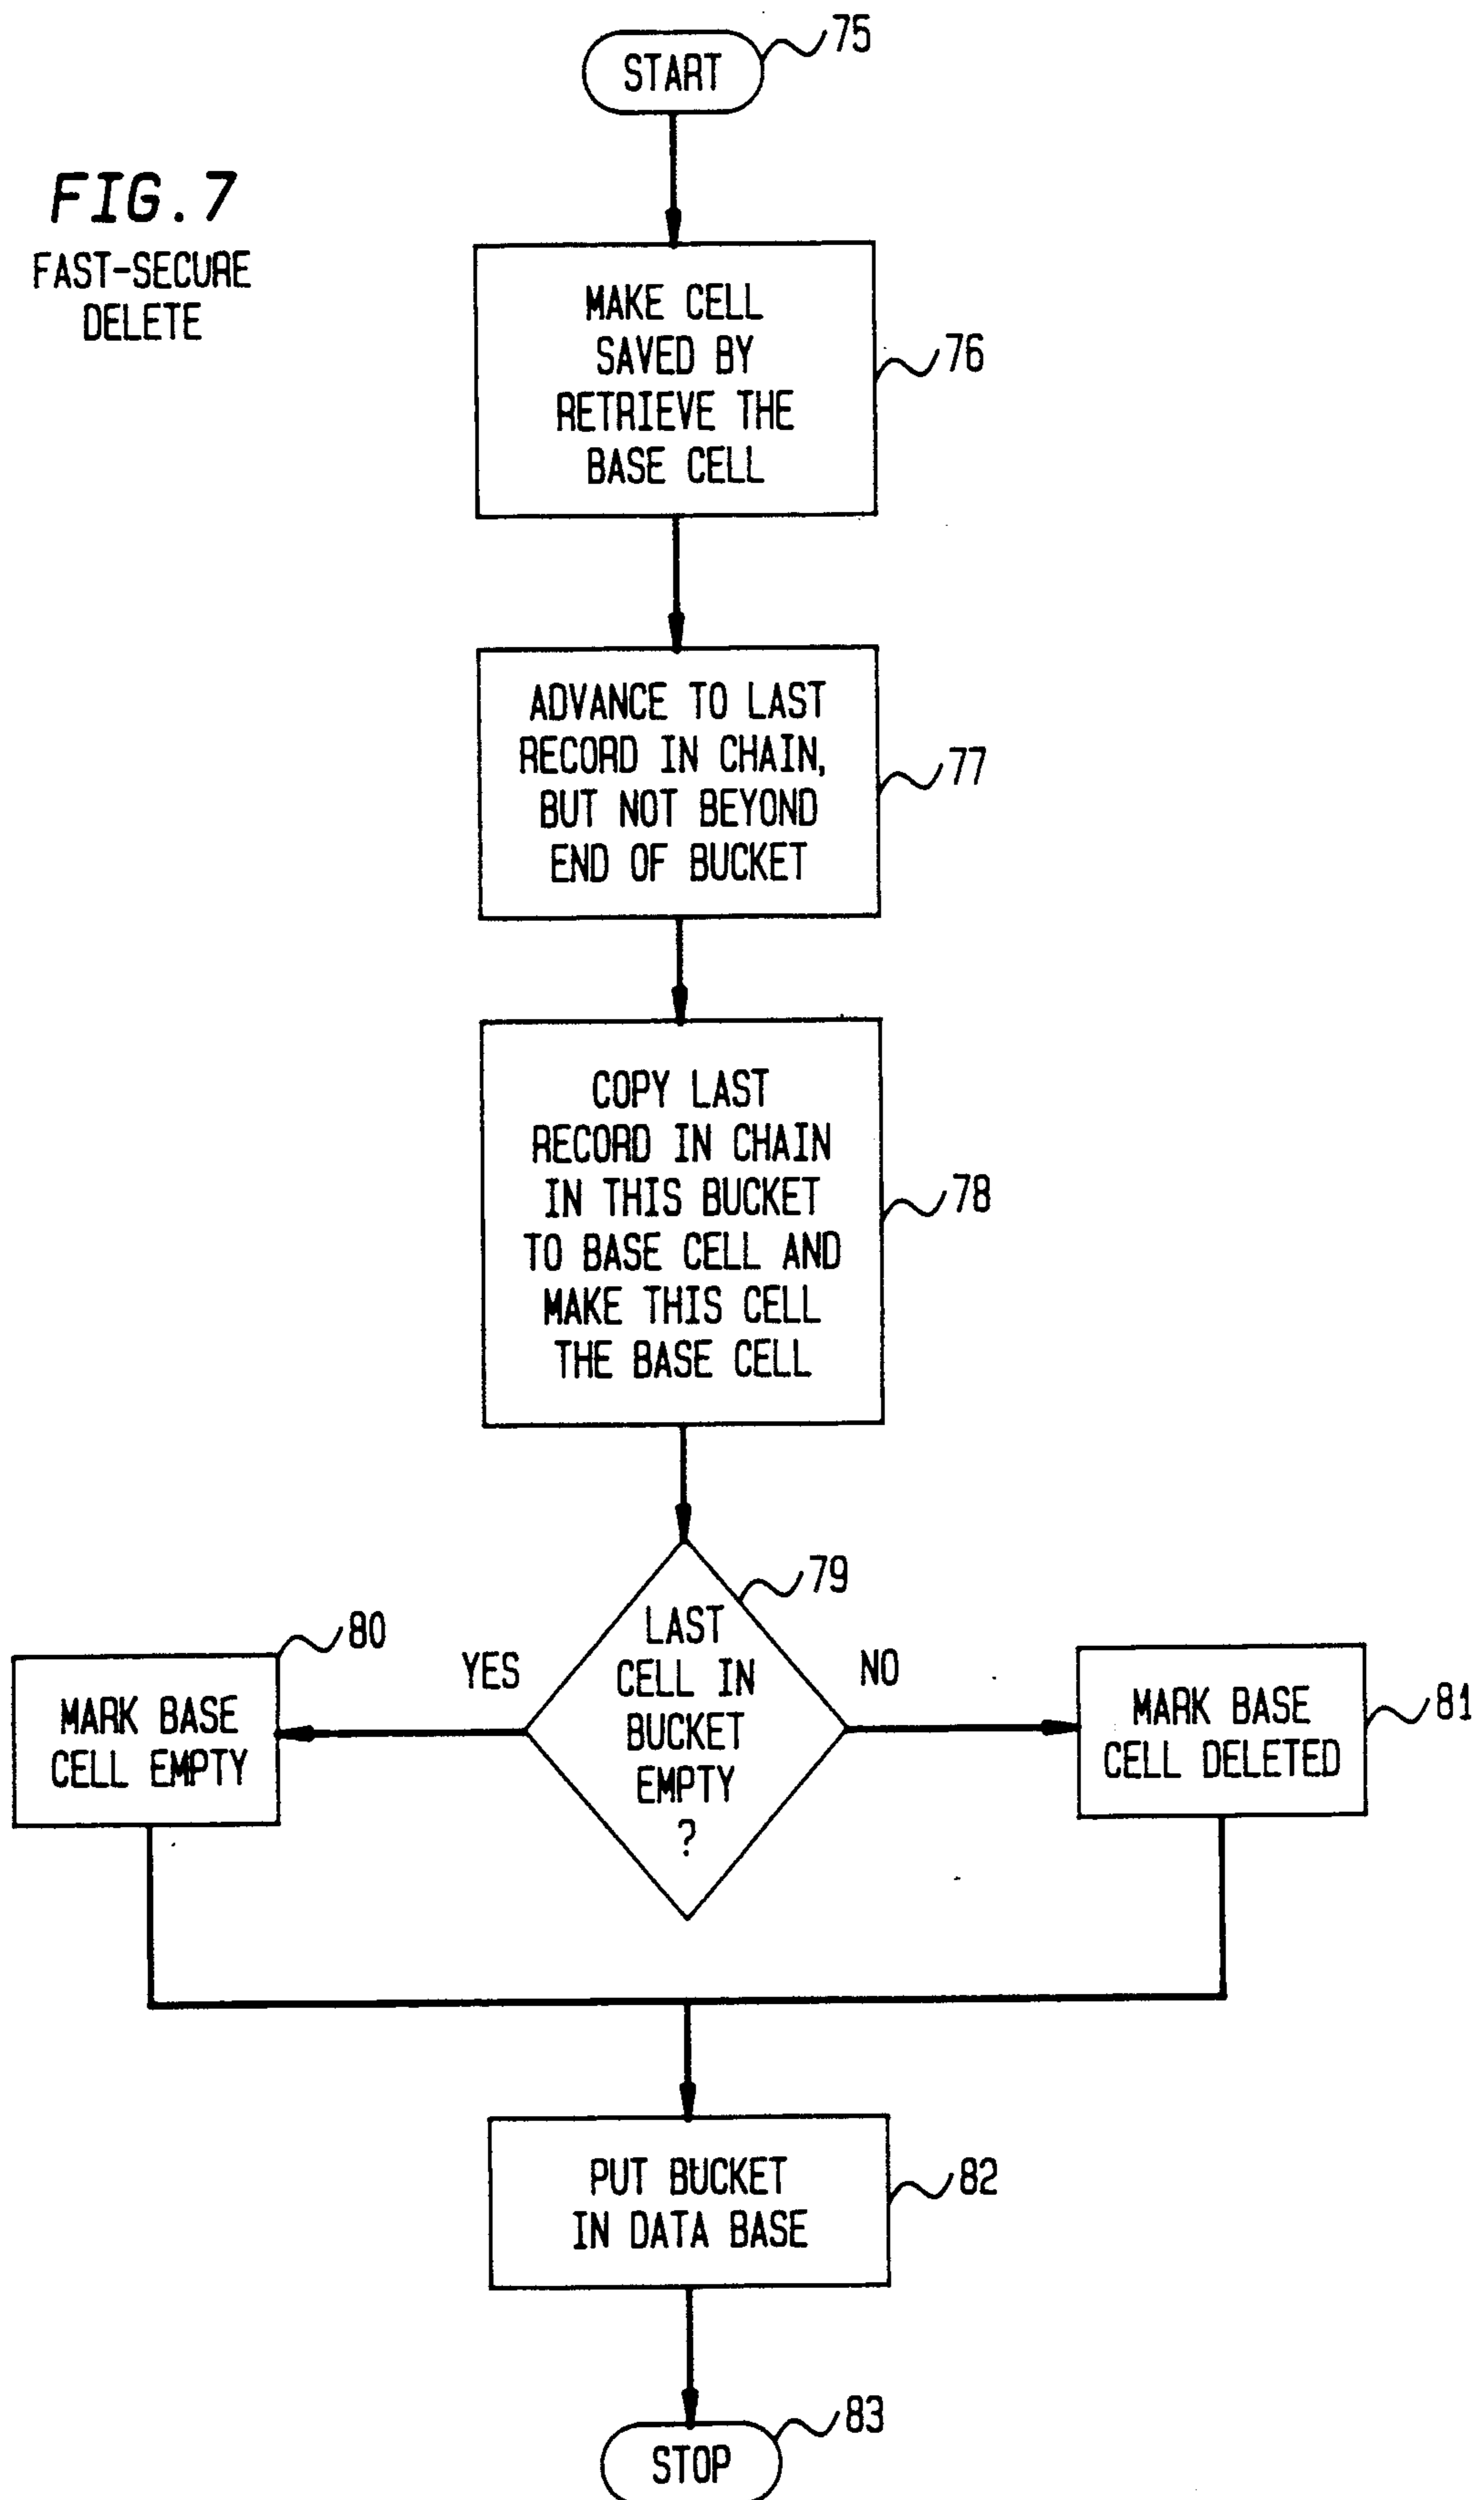 START
75
FIG.7
FAST-SECURE
DELETE
MAKE CELL
SAVED BY
RETRIEVE THE
BASE CELL
76
ADVANCE TO LAST
RECORD IN CHAIN,
BUT NOT BEYOND
END OF BUCKET
77
COPY LAST
RECORD IN CHAIN
IN THIS BUCKET
TO BASE CELL AND
MAKE THIS CELL
THE BASE CELL
78
LAST
CELL IN
BUCKET
EMPTY
?
79
YES
NO
MARK BASE
CELL EMPTY
80
MARK BASE
CELL DELETED
81
PUT BUCKET
IN DATA BASE
82
STOP
83